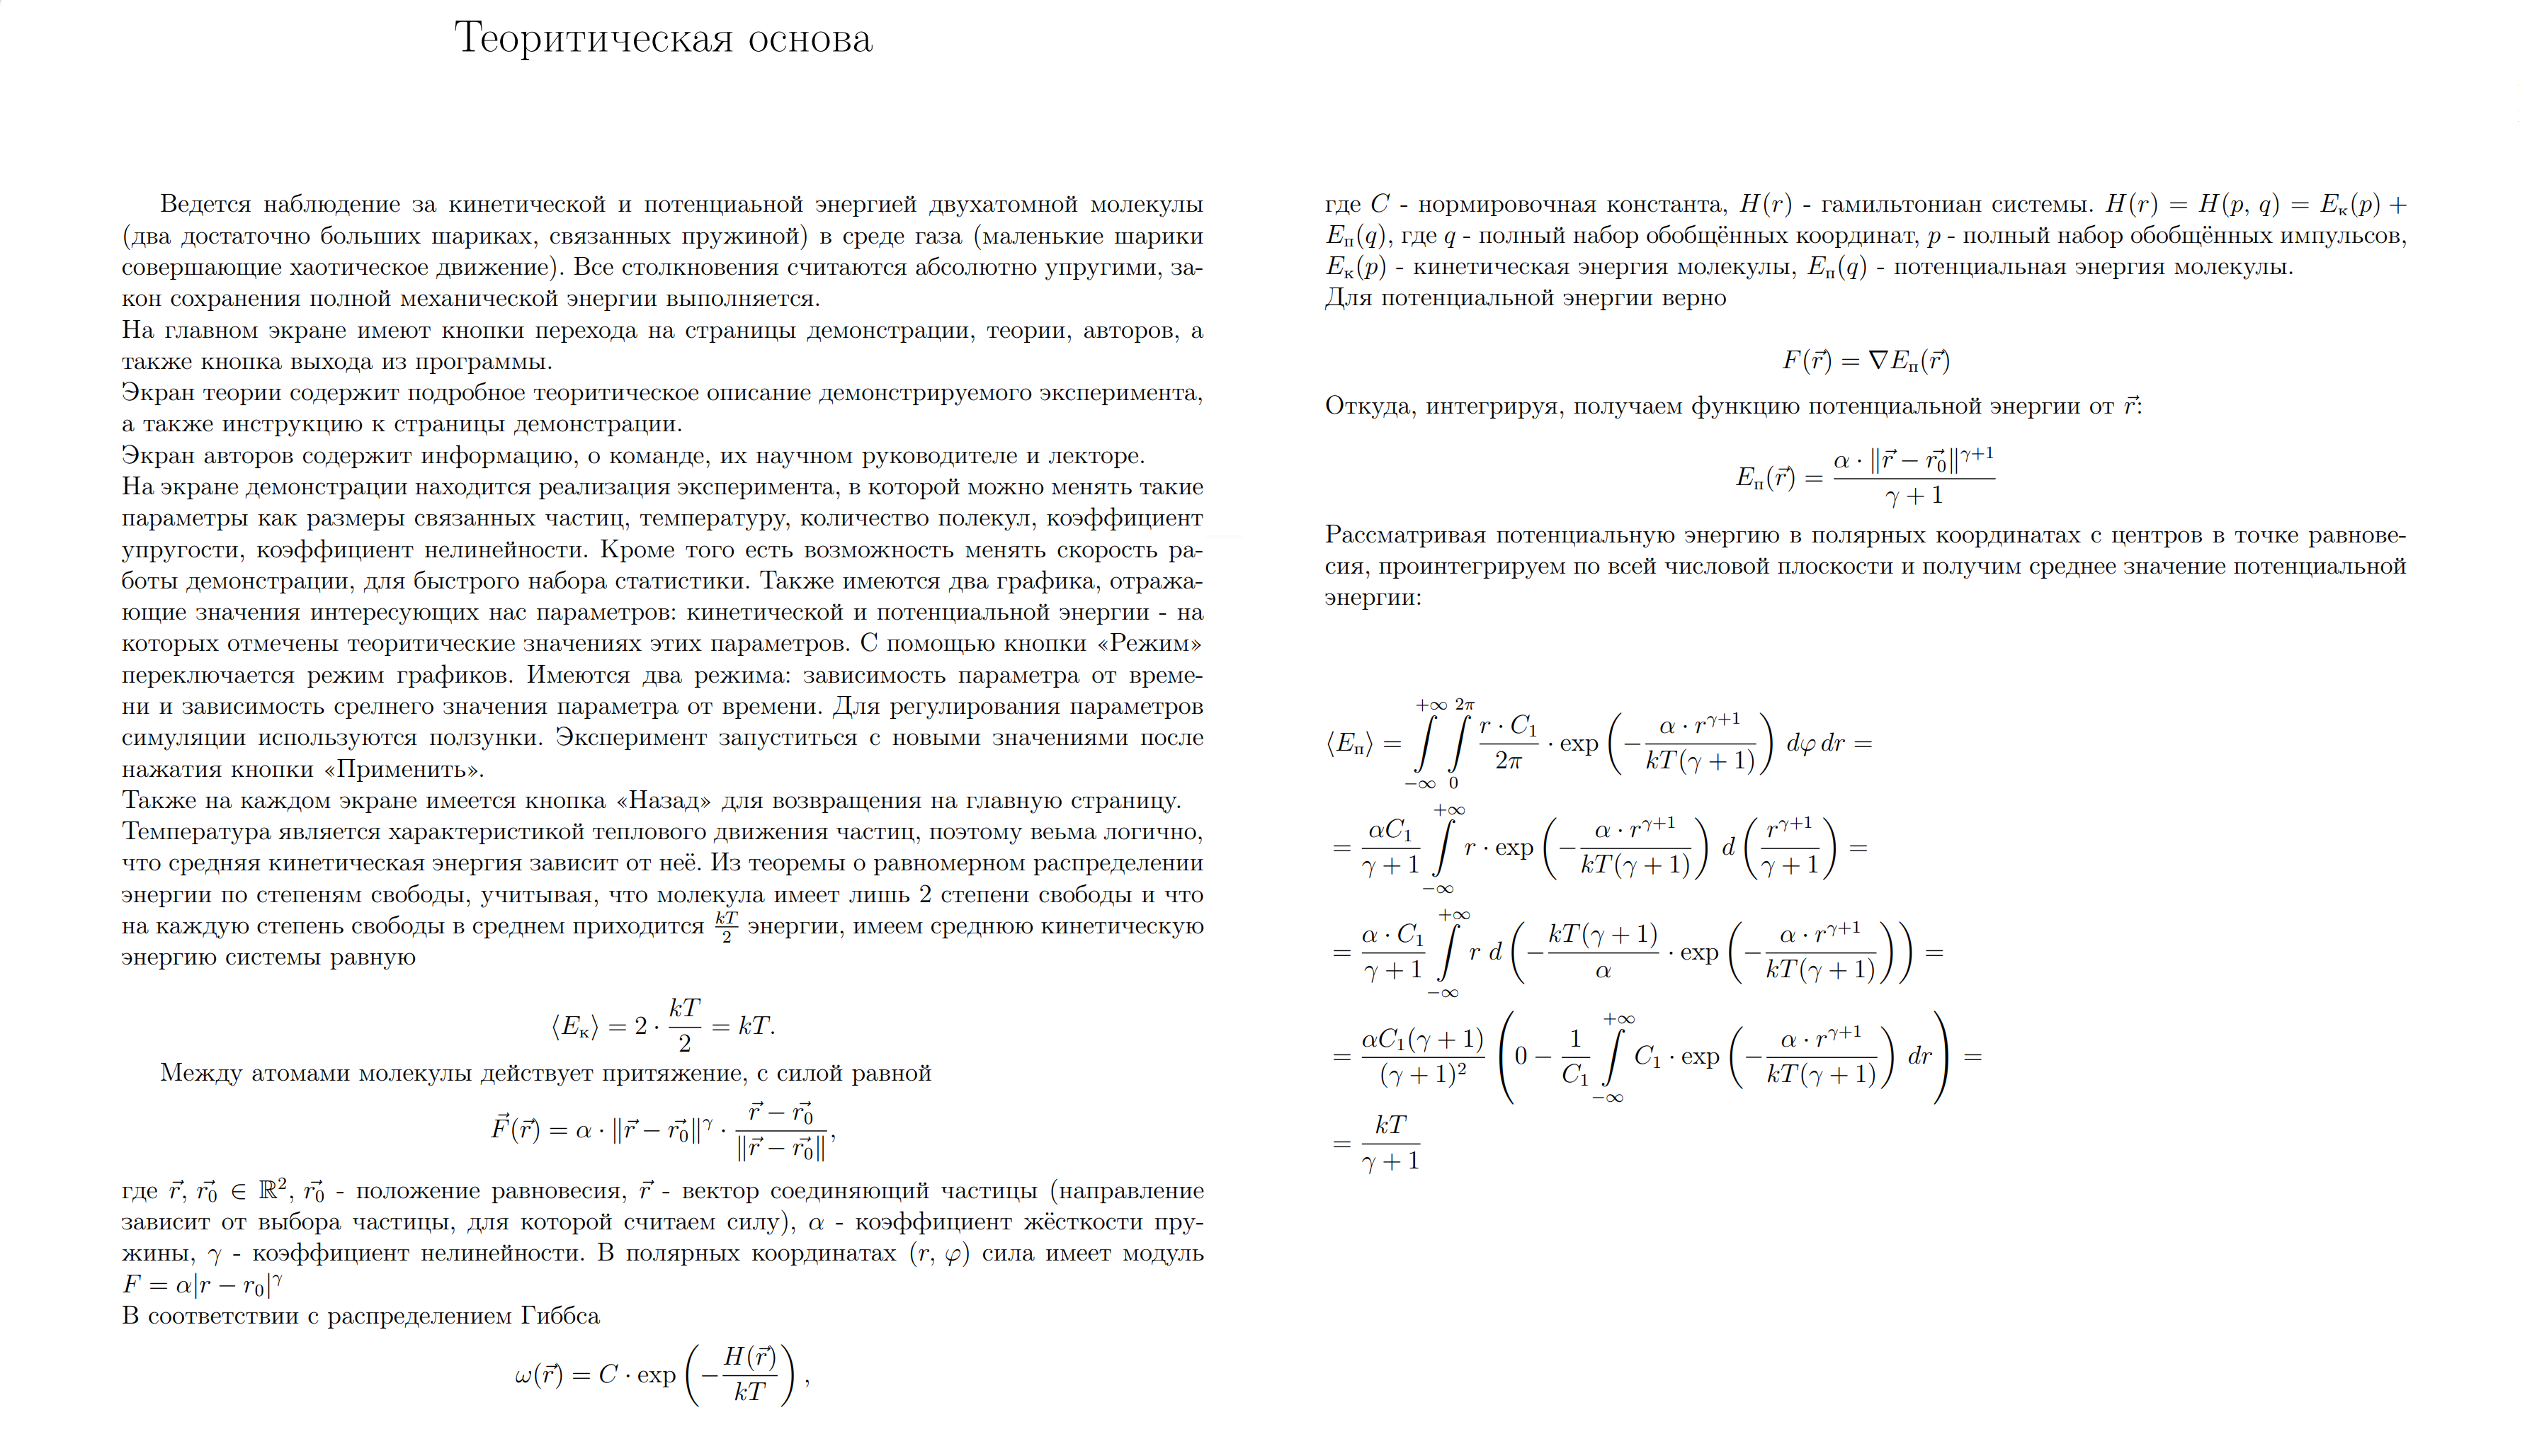 Теоритическая основа
Ведется наблюдение за кинетической и потенциаьной энергией двухатомной молекулы
(два достаточно больших шариках, связанных пружиной) в среде газа (маленькие шарики
совершающие хаотическое движение). Все столкновения считаются абсолютно упругими, за-
кон сохранения полной механической энергии выполняется.
На главном экране имеют кнопки перехода на страницы демонстрации, теории, авторов, а
также кнопка выхода из программы.
Экран теории содержит подробное теоритическое описание демонстрируемого эксперимента,
а также инструкцию к страницы демонстрации.
Экран авторов содержит информацию, о команде, их научном руководителе и лекторе.
На экране демонстрации находится реализация эксперимента, в которой можно менять такие
параметры как размеры связанных частиц, температуру, количество полекул, коэффициент
упругости, коэффициент нелинейности. Кроме того есть возможность менять скорость ра-
боты демонстрации, для быстрого набора статистики. Также имеются два графика, отража-
ющие значения интересующих нас параметров: кинетической и потенциальной энергии - на
которых отмечены теоритические значениях этих параметров. С помощью кнопки «Режим»
переключается режим графиков. Имеются два режима: зависимость параметра от време-
ни и зависимость срелнего значения параметра от времени. Для регулирования параметров
симуляции используются ползунки. Эксперимент запуститься с новыми значениями после
нажатия кнопки «Применить».
Также на каждом экране имеется кнопка «Назад» для возвращения на главную страницу.
Температура является характеристикой теплового движения частиц, поэтому веьма логично,
что средняя кинетическая энергия зависит от неё. Из теоремы о равномерном распределении
энергии по степеням свободы, учитывая, что молекула имеет лишь 2 степени свободы и что
на каждую степень свободы в среднем приходится $\frac{kT}{2}$ энергии, имеем среднюю кинетическую
энергию системы равную
$\langle E_к \rangle = 2 \cdot \frac{kT}{2} = kT.$
Между атомами молекулы действует притяжение, с силой равной
$\vec{F}(\vec{r}) = \alpha \cdot \|\vec{r} - \vec{r_0}\|^\gamma \cdot \frac{\vec{r} - \vec{r_0}}{\|\vec{r} - \vec{r_0}\|},$
где $\vec{r}, \vec{r_0} \in \mathbb{R}^2$, $\vec{r_0}$ - положение равновесия, $\vec{r}$ - вектор соединяющий частицы (направление
зависит от выбора частицы, для которой считаем силу), $\alpha$ - коэффициент жёсткости пру-
жины, $\gamma$ - коэффициент нелинейности. В полярных координатах $(r, \varphi)$ сила имеет модуль
$F = \alpha|r - r_0|^\gamma$
В соответствии с распределением Гиббса
$\omega(\vec{r}) = C \cdot \exp\left(-\frac{H(\vec{r})}{kT}\right),$
где $C$ - нормировочная константа, $H(r)$ - гамильтониан системы. $H(r) = H(p, q) = E_к(p) +$
$E_п(q)$, где $q$ - полный набор обобщённых координат, $p$ - полный набор обобщённых импульсов,
$E_к(p)$ - кинетическая энергия молекулы, $E_п(q)$ - потенциальная энергия молекулы.
Для потенциальной энергии верно
$F(\vec{r}) = \nabla E_п(\vec{r})$
Откуда, интегрируя, получаем функцию потенциальной энергии от $\vec{r}$:
$E_п(\vec{r}) = \frac{\alpha \cdot \|\vec{r} - \vec{r_0}\|^{\gamma+1}}{\gamma + 1}$
Рассматривая потенциальную энергию в полярных координатах с центров в точке равнове-
сия, проинтегрируем по всей числовой плоскости и получим среднее значение потенциальной
энергии:
$\langle E_п \rangle = \int\limits_{-\infty}^{+\infty} \int\limits_{0}^{2\pi} \frac{r \cdot C_1}{2\pi} \cdot \exp\left(-\frac{\alpha \cdot r^{\gamma+1}}{kT(\gamma + 1)}\right) d\varphi\, dr =$
$= \frac{\alpha C_1}{\gamma + 1} \int\limits_{-\infty}^{+\infty} r \cdot \exp\left(-\frac{\alpha \cdot r^{\gamma+1}}{kT(\gamma + 1)}\right) d\left(\frac{r^{\gamma+1}}{\gamma + 1}\right) =$
$= \frac{\alpha \cdot C_1}{\gamma + 1} \int\limits_{-\infty}^{+\infty} r\, d\left(-\frac{kT(\gamma + 1)}{\alpha} \cdot \exp\left(-\frac{\alpha \cdot r^{\gamma+1}}{kT(\gamma + 1)}\right)\right) =$
$= \frac{\alpha C_1(\gamma + 1)}{(\gamma + 1)^2} \left(0 - \frac{1}{C_1} \int\limits_{-\infty}^{+\infty} C_1 \cdot \exp\left(-\frac{\alpha \cdot r^{\gamma+1}}{kT(\gamma + 1)}\right) dr\right) =$
$= \frac{kT}{\gamma + 1}$